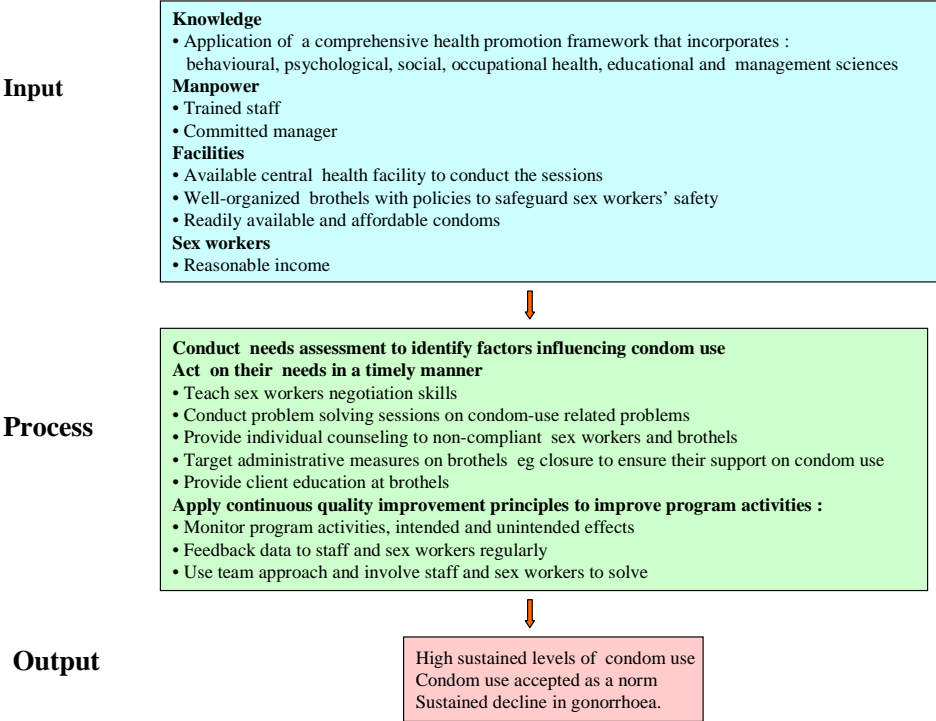 Input
Knowledge
• Application of a comprehensive health promotion framework that incorporates :
behavioural, psychological, social, occupational health, educational and management sciences
Manpower
• Trained staff
• Committed manager
Facilities
• Available central health facility to conduct the sessions
• Well-organized brothels with policies to safeguard sex workers' safety
• Readily available and affordable condoms
Sex workers
• Reasonable income
Process
Conduct needs assessment to identify factors influencing condom use
Act on their needs in a timely manner
• Teach sex workers negotiation skills
• Conduct problem solving sessions on condom-use related problems
• Provide individual counseling to non-compliant sex workers and brothels
• Target administrative measures on brothels eg closure to ensure their support on condom use
• Provide client education at brothels
Apply continuous quality improvement principles to improve program activities :
• Monitor program activities, intended and unintended effects
• Feedback data to staff and sex workers regularly
• Use team approach and involve staff and sex workers to solve
Output
High sustained levels of condom use
Condom use accepted as a norm
Sustained decline in gonorrhoea.